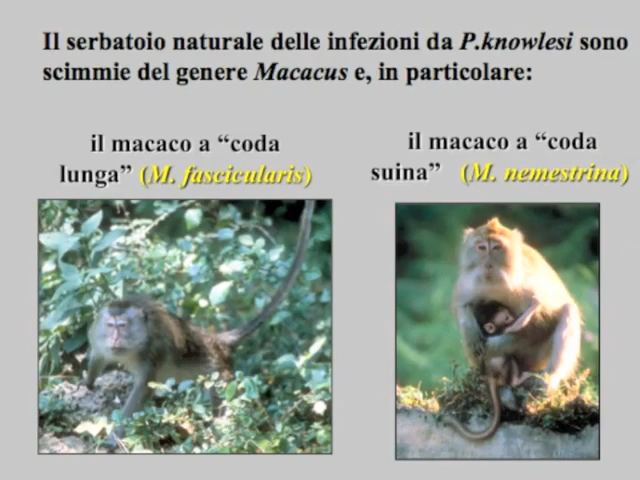 Il serbatoio naturale delle infezioni da P.knowlesi sono
scimmie del genere Macacus e, in particolare:
il macaco a “coda
lunga” (M. fascicularis)
il macaco a “coda
suina” (M. nemestrina)